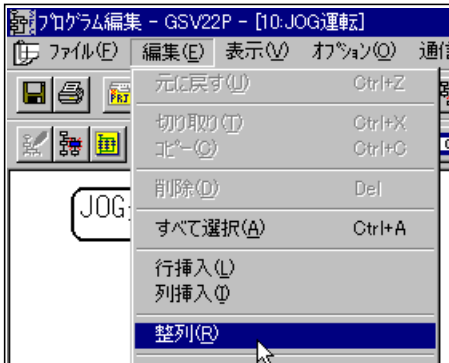 ﾌﾟﾛｸﾞﾗﾑ編集 - GSV22P - [10:JOG運転]
ﾌｧｲﾙ(F) 編集(E) 表示(V) ｵﾌﾟｼｮﾝ(O) 通信
元に戻す(U) Ctrl+Z
切り取り(T) Ctrl+X
ｺﾋﾟｰ(C) Ctrl+C
削除(D) Del
JOG
すべて選択(A) Ctrl+A
行挿入(L)
列挿入(I)
整列(R)